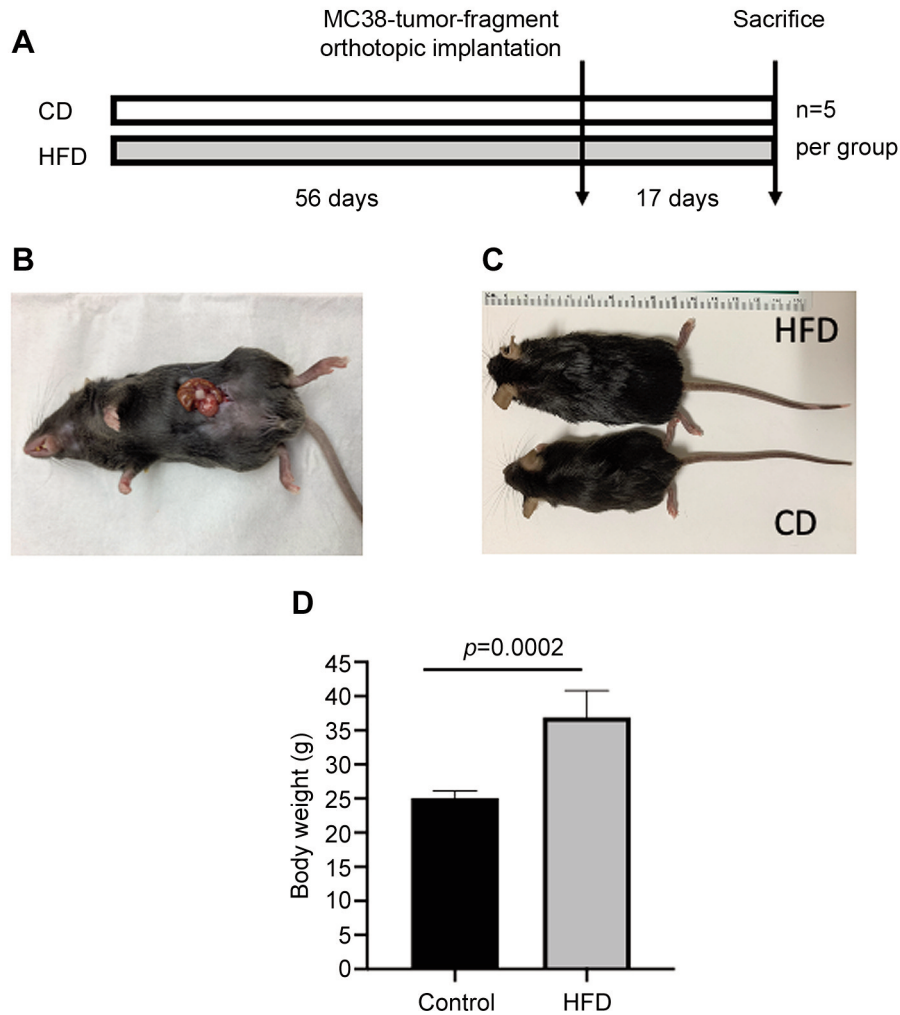 A
MC38-tumor-fragment
orthotopic implantation
Sacrifice
CD
n=5
HFD
per group
56 days
17 days
B
C
HFD
CD
D
p=0.0002
45
40
35
30
25
20
15
10
5
0
Body weight (g)
Control
HFD